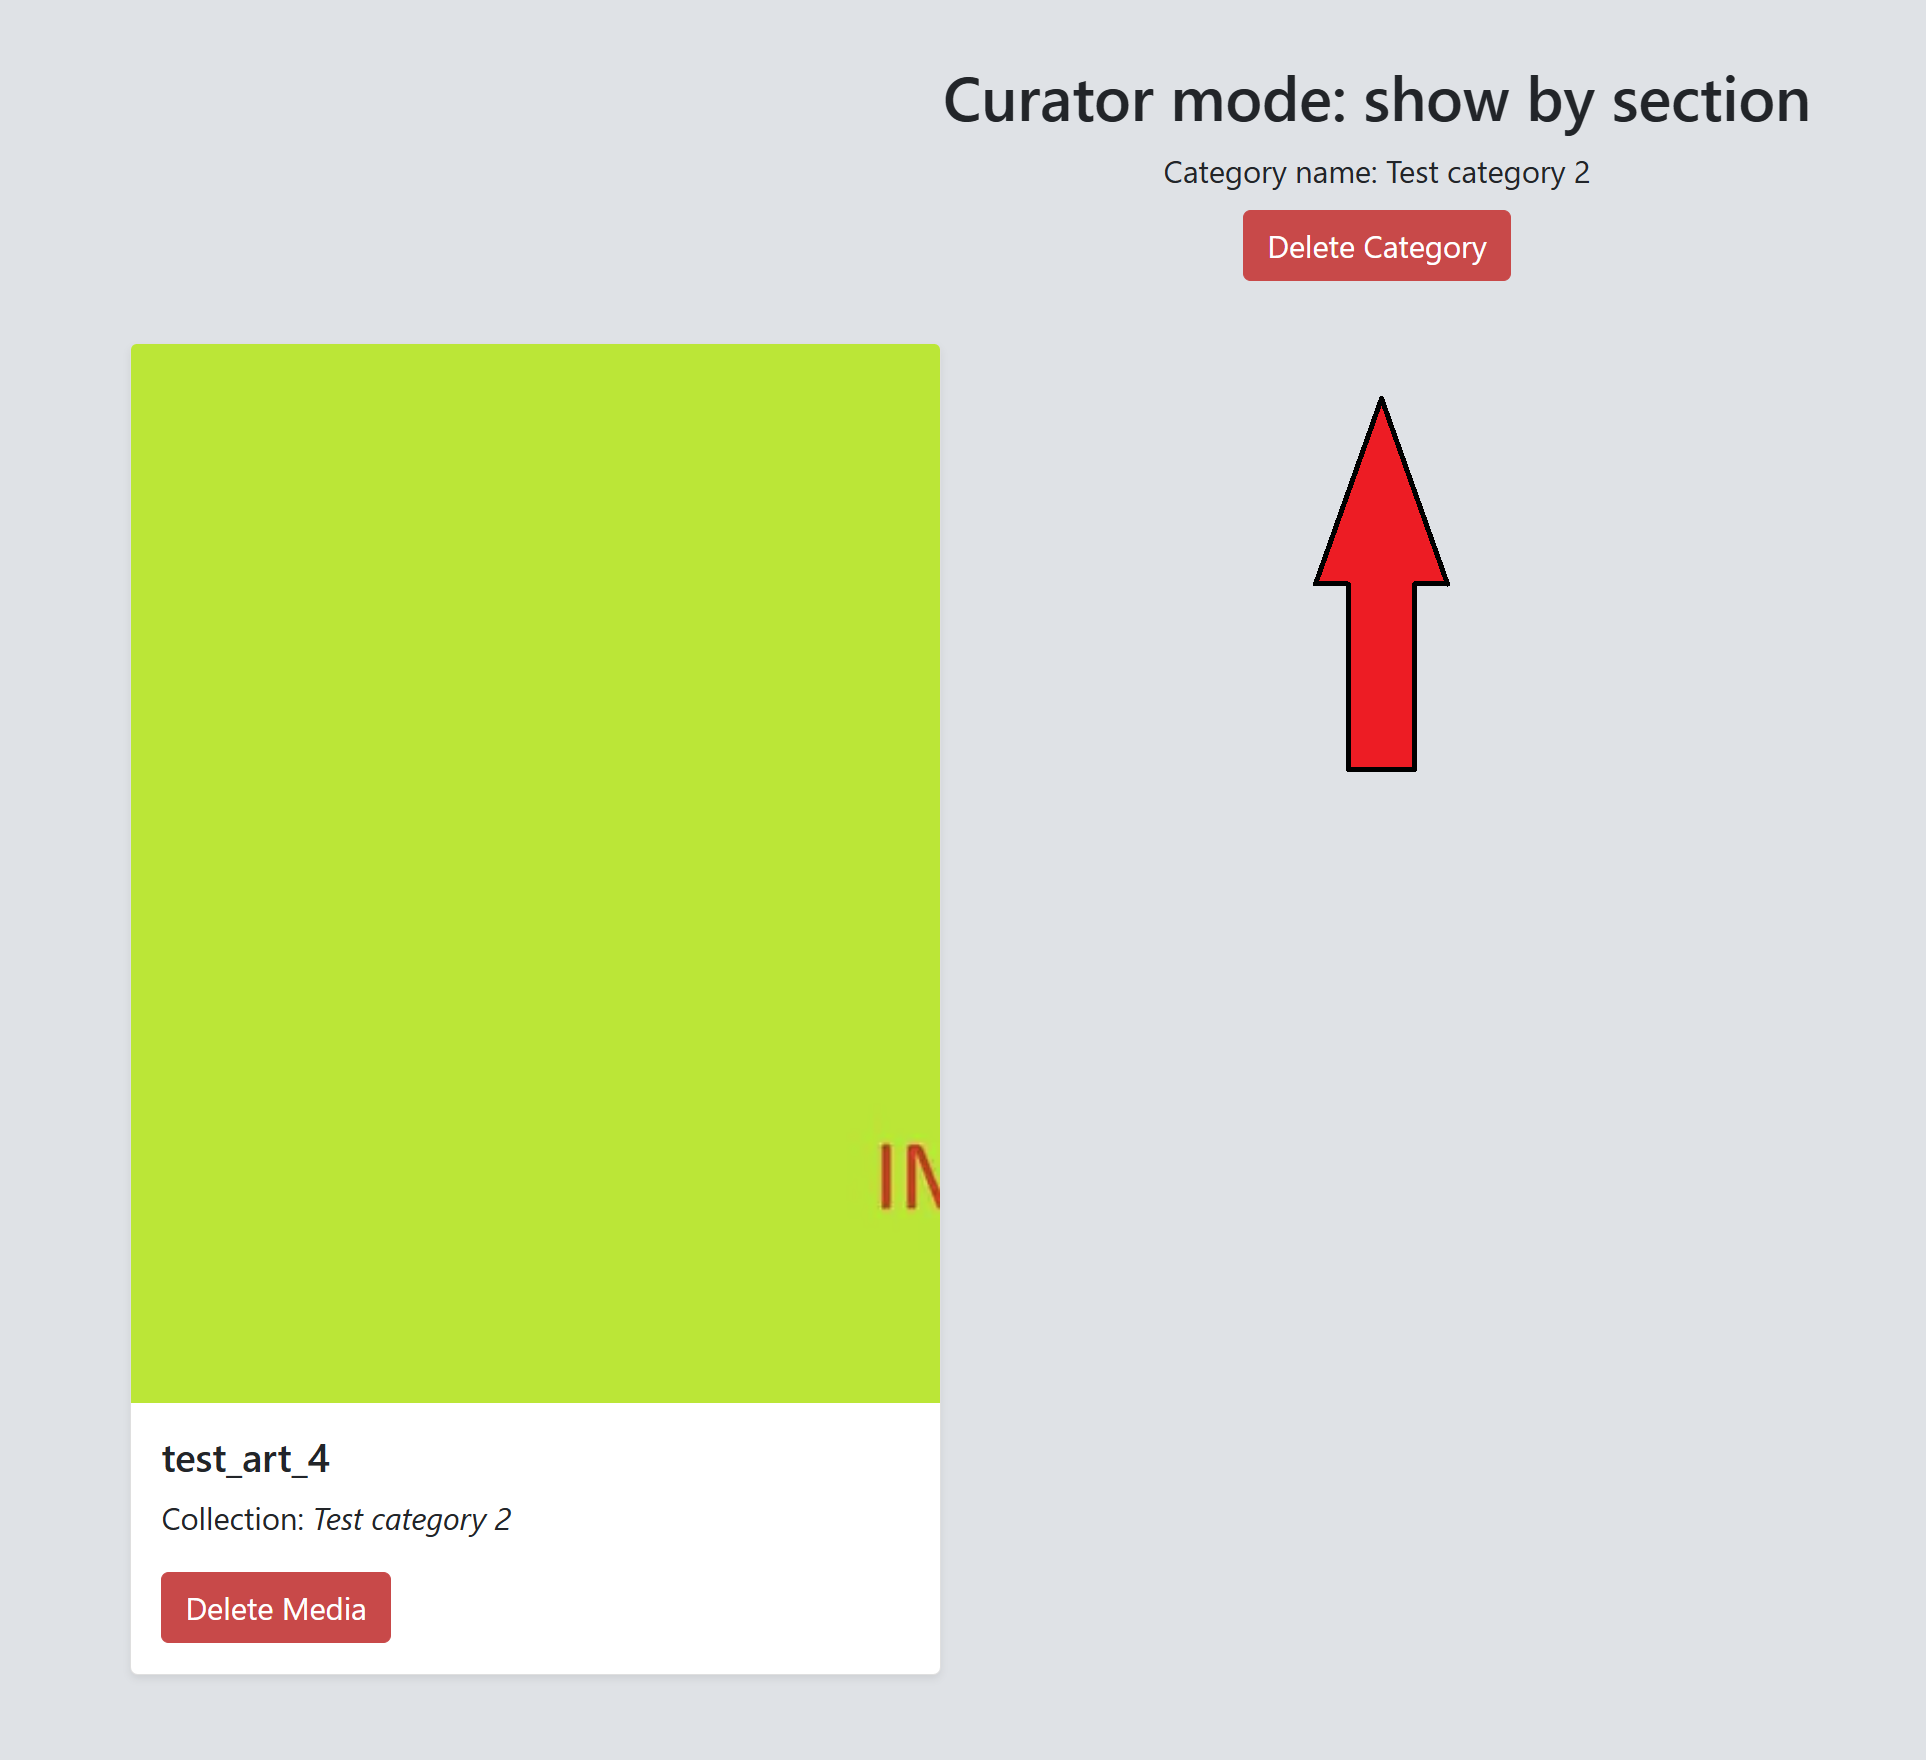 Curator mode: show by section
Category name: Test category 2
Delete Category
test_art_4
Collection: Test category 2
Delete Media